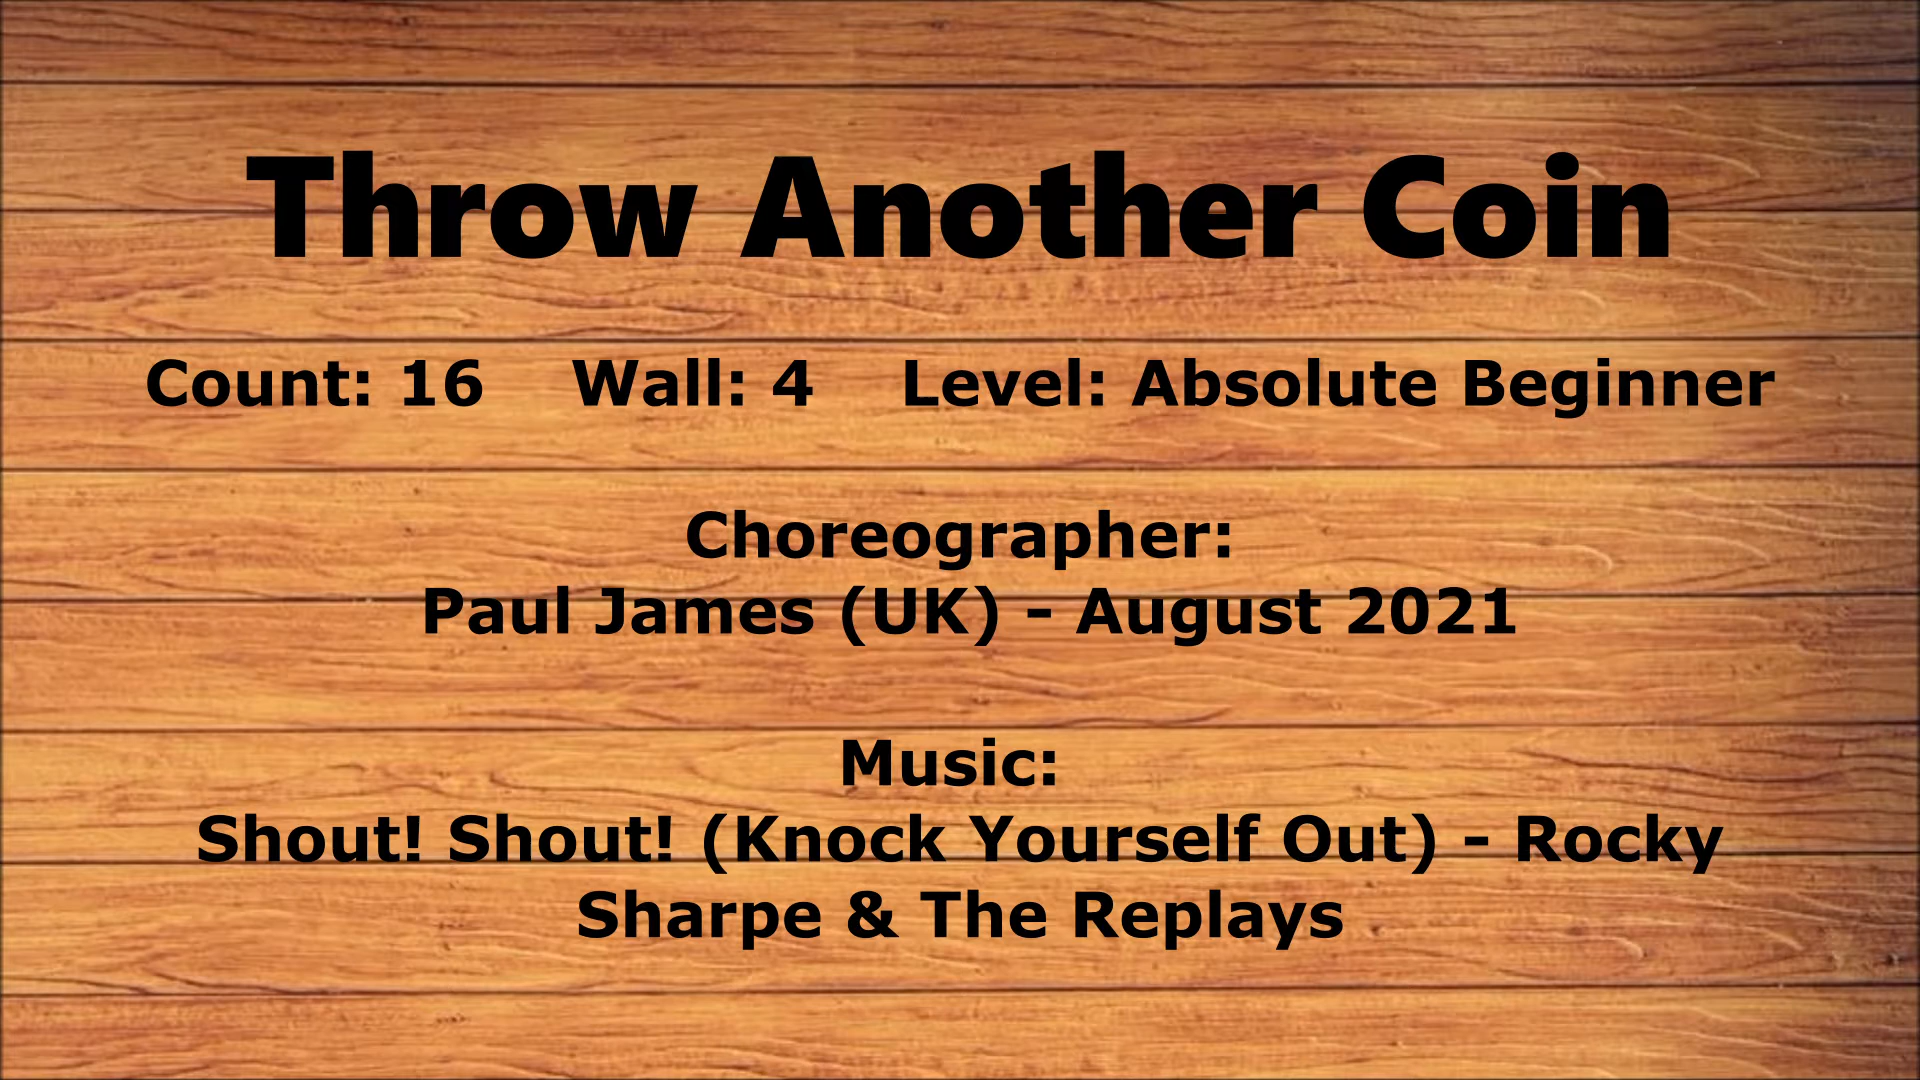 Throw Another Coin
Count: 16 Wall: 4 Level: Absolute Beginner
Choreographer:
Paul James (UK) - August 2021
Music:
Shout! Shout! (Knock Yourself Out) - Rocky
Sharpe & The Replays